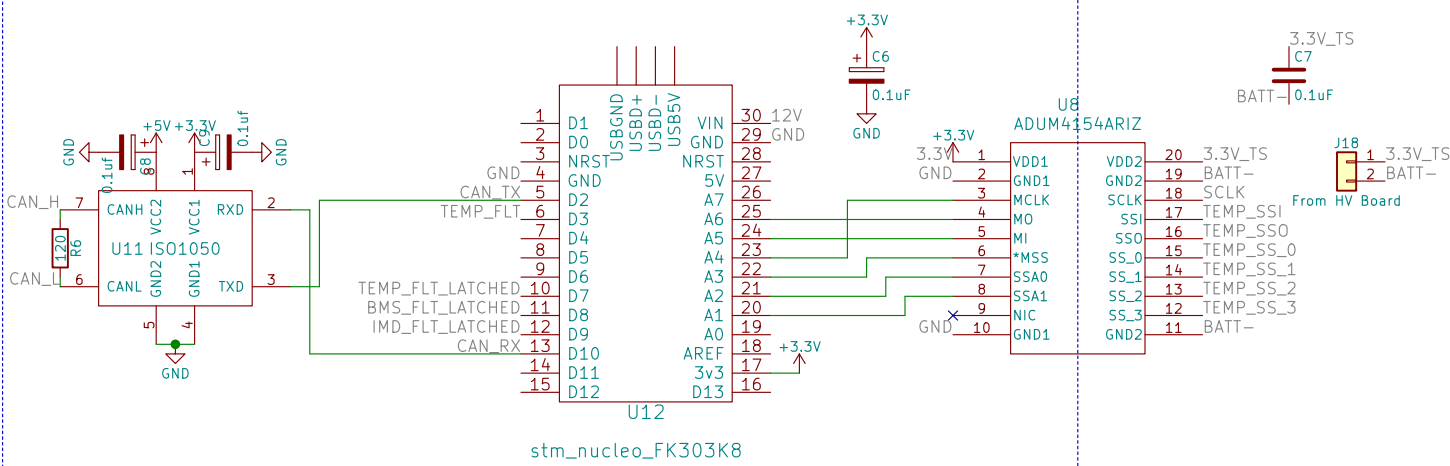 +3.3V
C6
+
0.1uF
GND
3.3V_TS
C7
0.1uF
BATT-
+5V
+3.3V
C8
0.1uF
GND
+
C9
0.1uF
GND
+
CAN_H
7
CANH
VCC2
8
VCC1
1
RXD
2
120
R6
U11
ISO1050
CAN_L
6
CANL
GND2
5
GND1
4
TXD
3
GND
USBGND
USBD+
USBD-
USB5V
1 D1
2 D0
3 NRST
GND 4 GND
CAN_TX 5 D2
TEMP_FLT 6 D3
7 D4
8 D5
9 D6
TEMP_FLT_LATCHED 10 D7
BMS_FLT_LATCHED 11 D8
IMD_FLT_LATCHED 12 D9
CAN_RX 13 D10
14 D11
15 D12
VIN 30 12V
GND 29 GND
NRST 28
5V 27
A7 26
A6 25
A5 24
A4 23
A3 22
A2 21
A1 20
A0 19
AREF 18
3v3 17
+3.3V
D13 16
U12
stm_nucleo_FK303K8
U8
ADUM4154ARIZ
+3.3V
3.3V 1 VDD1
GND 2 GND1
3 MCLK
4 MO
5 MI
6 *MSS
7 SSA0
8 SSA1
9 NIC
GND 10 GND1
VDD2 20 3.3V_TS
GND2 19 BATT-
SCLK 18 SCLK
SSI 17 TEMP_SSI
SSO 16 TEMP_SSO
SS_0 15 TEMP_SS_0
SS_1 14 TEMP_SS_1
SS_2 13 TEMP_SS_2
SS_3 12 TEMP_SS_3
GND2 11 BATT-
J18
1 3.3V_TS
2 BATT-
From HV Board